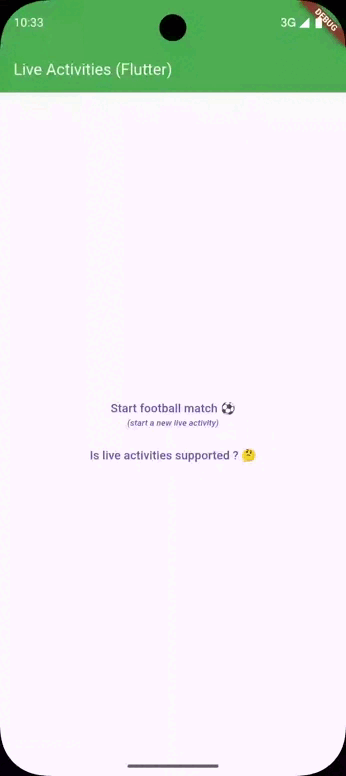 10:33
3G
DEBUG
Live Activities (Flutter)
Start football match ⚽
(start a new live activity)
Is live activities supported ? 🤔